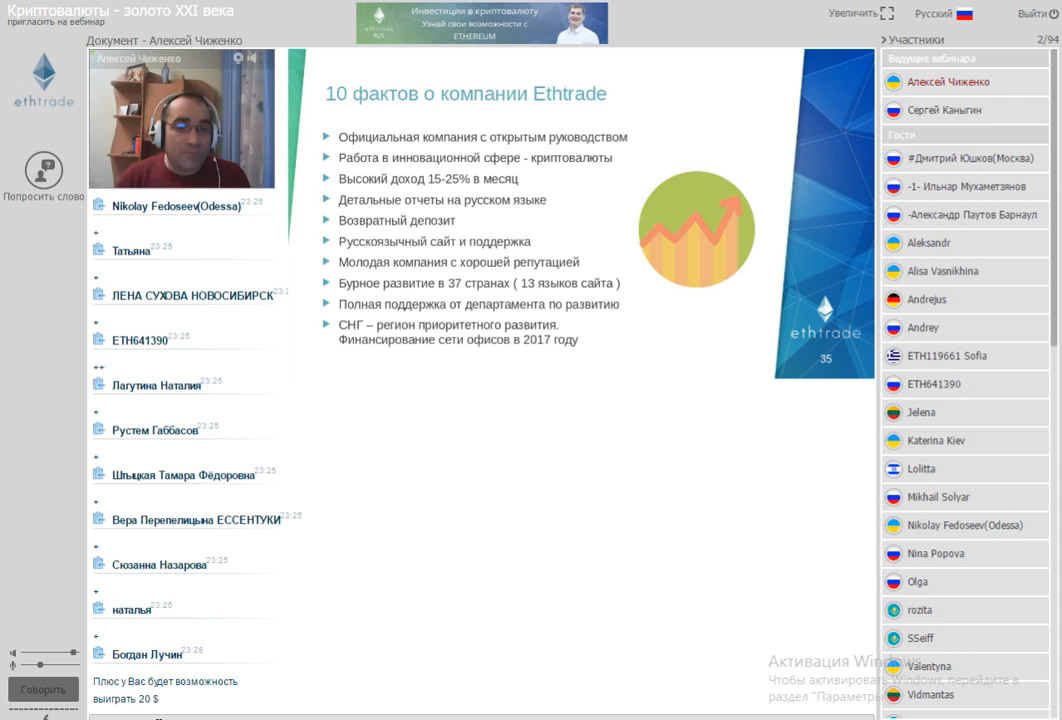 Криптовалюты - золото XXI века
пригласить на вебинар
Инвестиции в криптовалюту
Узнай свои возможности с
ETHEREUM
Увеличить
Русский
Выйти
Документ - Алексей Чиженко
Участники
2/94
ethtrade
Попросить слово
Говорить
Алексей Чиженко
Nikolay Fedoseev(Odessa) 23:25
+
Татьяна 23:25
+
ЛЕНА СУХОВА НОВОСИБИРСК
+
ETH641390 23:25
++
Лагутина Наталия 23:25
+
Рустем Габбасов 23:25
+
Штыцкая Тамара Фёдоровна 23:25
+
Вера Перепелицына ЕССЕНТУКИ 23:25
+
Сюзанна Назарова 23:25
+
наталья 23:25
+
Богдан Лучин 23:28
Плюс у Вас будет возможность
выиграть 20 $
10 фактов о компании Ethtrade
Официальная компания с открытым руководством
Работа в инновационной сфере - криптовалюты
Высокий доход 15-25% в месяц
Детальные отчеты на русском языке
Возвратный депозит
Русскоязычный сайт и поддержка
Молодая компания с хорошей репутацией
Бурное развитие в 37 странах ( 13 языков сайта )
Полная поддержка от департамента по развитию
СНГ – регион приоритетного развития.
Финансирование сети офисов в 2017 году
ethtrade
35
Ведущие вебинара
Алексей Чиженко
Сергей Каныгин
Гости
#Дмитрий Юшков(Москва)
-1- Ильнар Мухаметзянов
-Александр Паутов Барнаул
Aleksandr
Alisa Vasnikhina
Andrejus
Andrey
ETH119661 Sofia
ETH641390
Jelena
Katerina Kiev
Lolitta
Mikhail Solyar
Nikolay Fedoseev(Odessa)
Nina Popova
Olga
rozita
SSeiff
Valentyna
Vidmantas
Активация Windows
Чтобы активировать Windows, перейдите в
раздел "Параметры